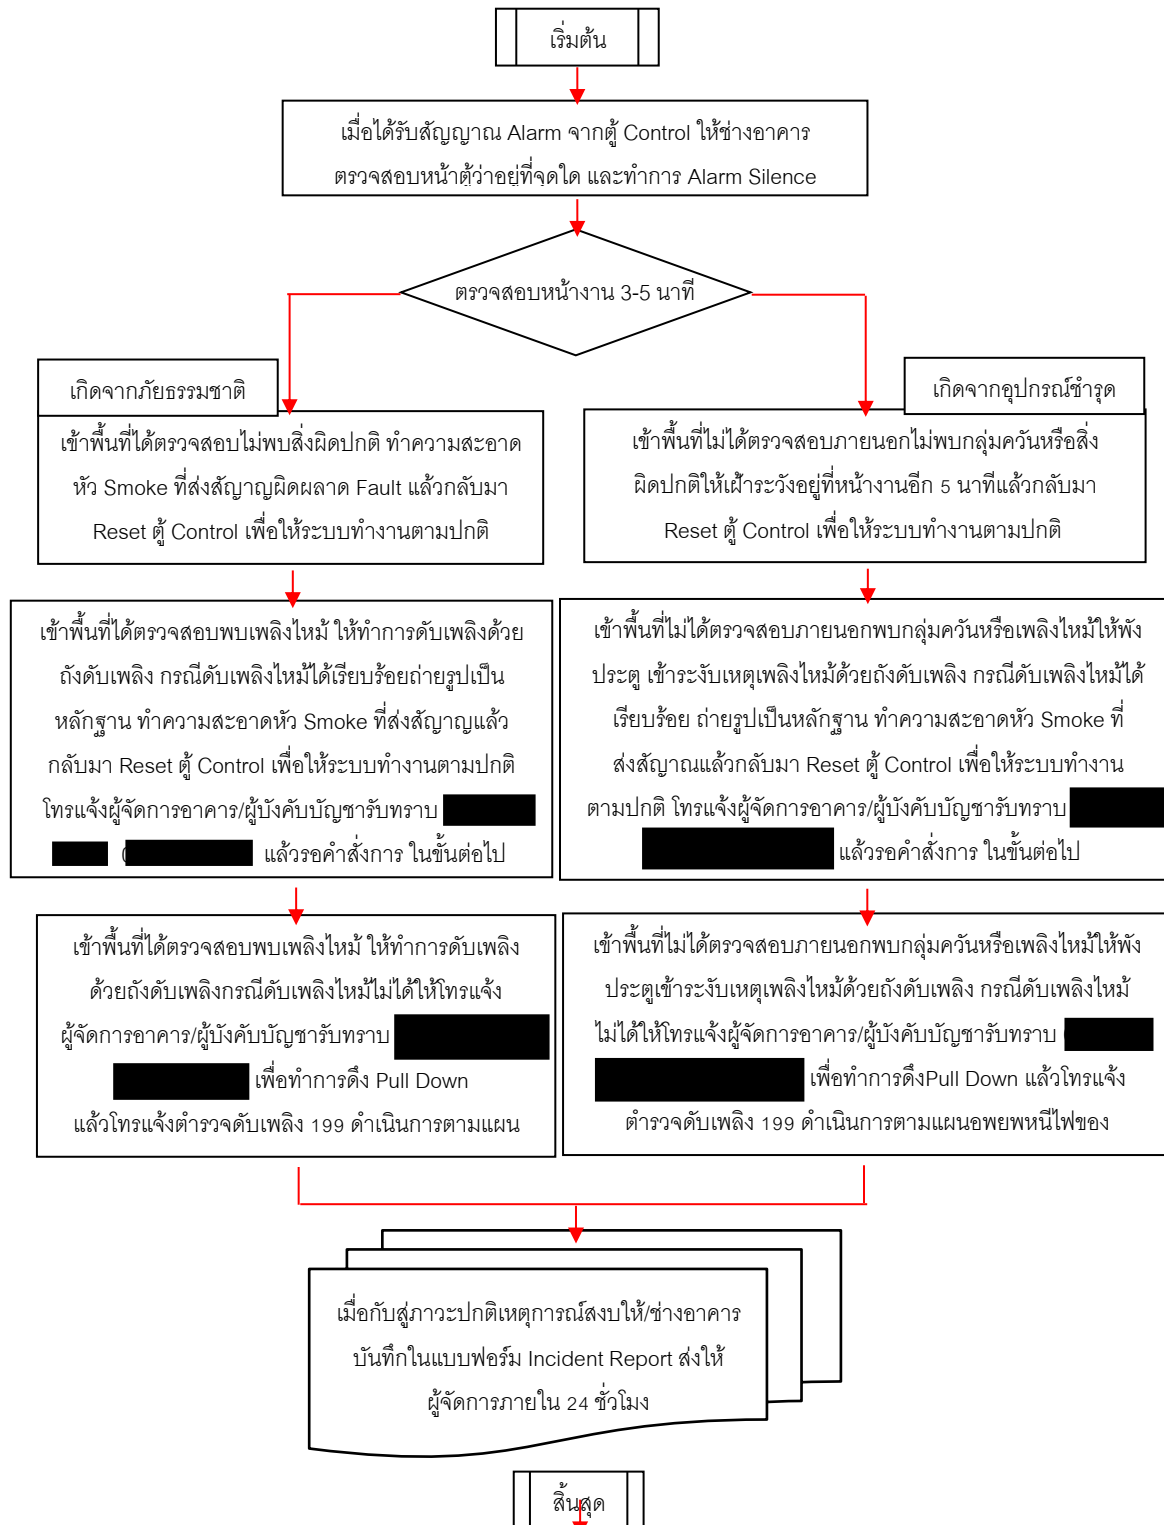 เริ่มต้น
เมื่อได้รับสัญญาณ Alarm จากตู้ Control ให้ช่างอาคาร
ตรวจสอบหน้าตู้ว่าอยู่ที่จุดใด และทำการ Alarm Silence
ตรวจสอบหน้างาน 3-5 นาที
เกิดจากภัยธรรมชาติ
เข้าพื้นที่ได้ตรวจสอบไม่พบสิ่งผิดปกติ ทำความสะอาด
หัว Smoke ที่ส่งสัญาญผิดผลาด Fault แล้วกลับมา
Reset ตู้ Control เพื่อให้ระบบทำงานตามปกติ
เกิดจากอุปกรณ์ชำรุด
เข้าพื้นที่ไม่ได้ตรวจสอบภายนอกไม่พบกลุ่มควันหรือสิ่ง
ผิดปกติให้เฝ้าระวังอยู่ที่หน้างานอีก 5 นาทีแล้วกลับมา
Reset ตู้ Control เพื่อให้ระบบทำงานตามปกติ
เข้าพื้นที่ได้ตรวจสอบพบเพลิงไหม้ ให้ทำการดับเพลิงด้วย
ถังดับเพลิง กรณีดับเพลิงไหม้ได้เรียบร้อยถ่ายรูปเป็น
หลักฐาน ทำความสะอาดหัว Smoke ที่ส่งสัญาญแล้ว
กลับมา Reset ตู้ Control เพื่อให้ระบบทำงานตามปกติ
โทรแจ้งผู้จัดการอาคาร/ผู้บังคับบัญชารับทราบ
แล้วรอคำสั่งการ ในขั้นต่อไป
เข้าพื้นที่ไม่ได้ตรวจสอบภายนอกพบกลุ่มควันหรือเพลิงไหม้ให้พัง
ประตู เข้าระงับเหตุเพลิงไหม้ด้วยถังดับเพลิง กรณีดับเพลิงไหม้ได้
เรียบร้อย ถ่ายรูปเป็นหลักฐาน ทำความสะอาดหัว Smoke ที่
ส่งสัญาณแล้วกลับมา Reset ตู้ Control เพื่อให้ระบบทำงาน
ตามปกติ โทรแจ้งผู้จัดการอาคาร/ผู้บังคับบัญชารับทราบ
แล้วรอคำสั่งการ ในขั้นต่อไป
เข้าพื้นที่ได้ตรวจสอบพบเพลิงไหม้ ให้ทำการดับเพลิง
ด้วยถังดับเพลิงกรณีดับเพลิงไหม้ไม่ได้ให้โทรแจ้ง
ผู้จัดการอาคาร/ผู้บังคับบัญชารับทราบ
เพื่อทำการดึง Pull Down
แล้วโทรแจ้งตำรวจดับเพลิง 199 ดำเนินการตามแผน
เข้าพื้นที่ไม่ได้ตรวจสอบภายนอกพบกลุ่มควันหรือเพลิงไหม้ให้พัง
ประตูเข้าระงับเหตุเพลิงไหม้ด้วยถังดับเพลิง กรณีดับเพลิงไหม้
ไม่ได้ให้โทรแจ้งผู้จัดการอาคาร/ผู้บังคับบัญชารับทราบ
เพื่อทำการดึงPull Down แล้วโทรแจ้ง
ตำรวจดับเพลิง 199 ดำเนินการตามแผนอพยพหนีไฟของ
เมื่อกับสู่ภาวะปกติเหตุการณ์สงบให้/ช่างอาคาร
บันทึกในแบบฟอร์ม Incident Report ส่งให้
ผู้จัดการภายใน 24 ชั่วโมง
สิ้นสุด